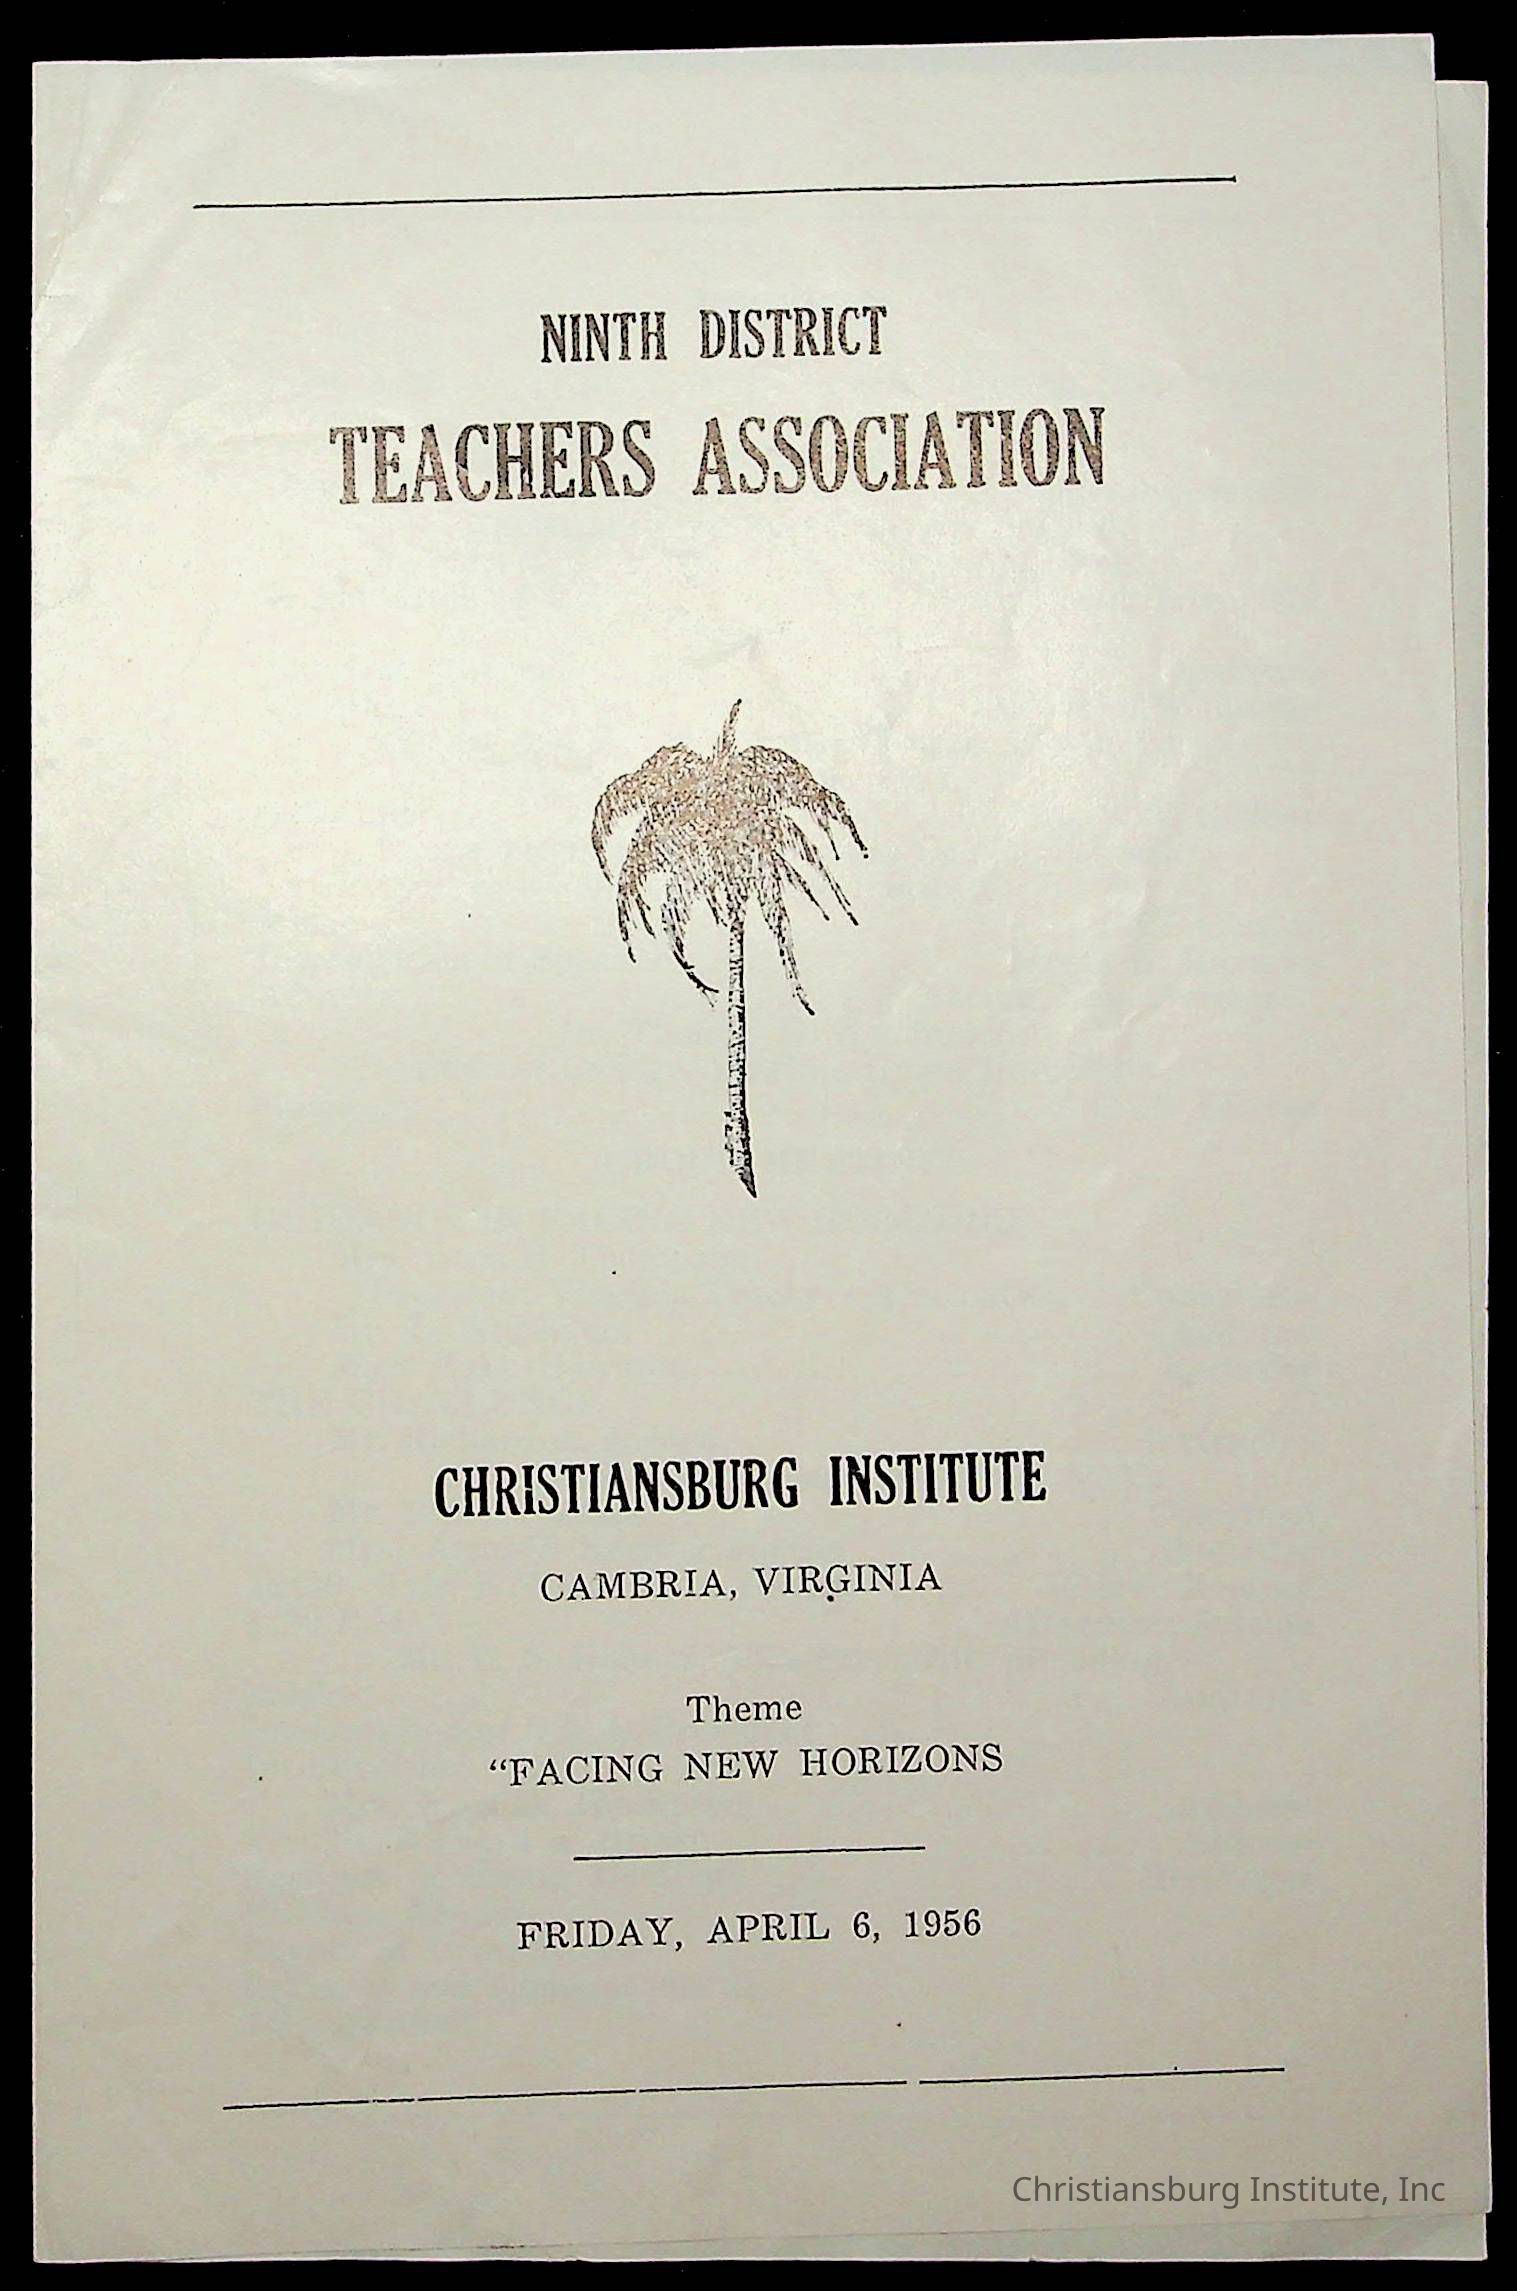 NINTH DISTRICT
TEACHERS ASSOCIATION
CHRISTIANSBURG INSTITUTE
CAMBRIA, VIRGINIA
Theme
“FACING NEW HORIZONS
FRIDAY, APRIL 6, 1956
Christiansburg Institute, Inc